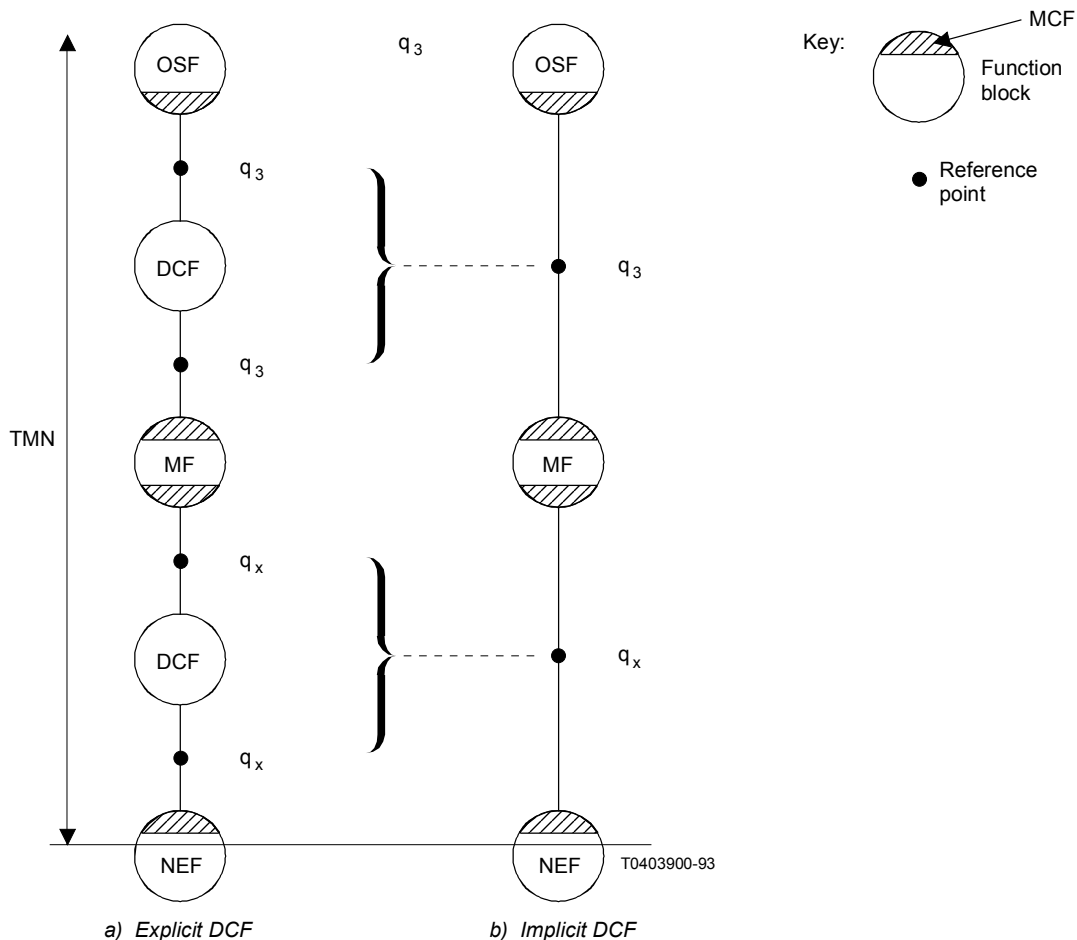 MCF
q3
Key:
OSF
OSF
Function
block
q3
Reference
point
DCF
q3
q3
TMN
MF
MF
qx
DCF
qx
qx
NEF
NEF
T0403900-93
a) Explicit DCF
b) Implicit DCF